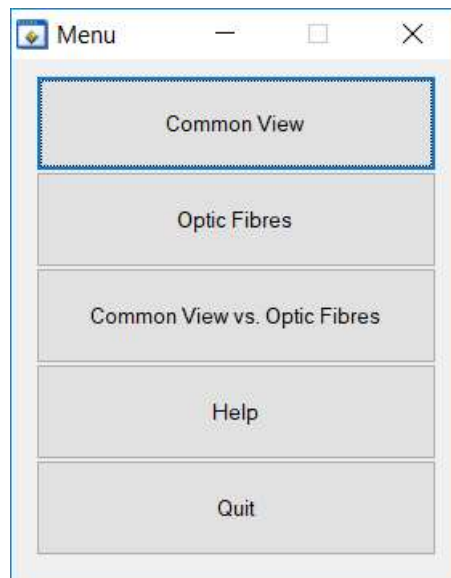 Menu
Common View
Optic Fibres
Common View vs. Optic Fibres
Help
Quit